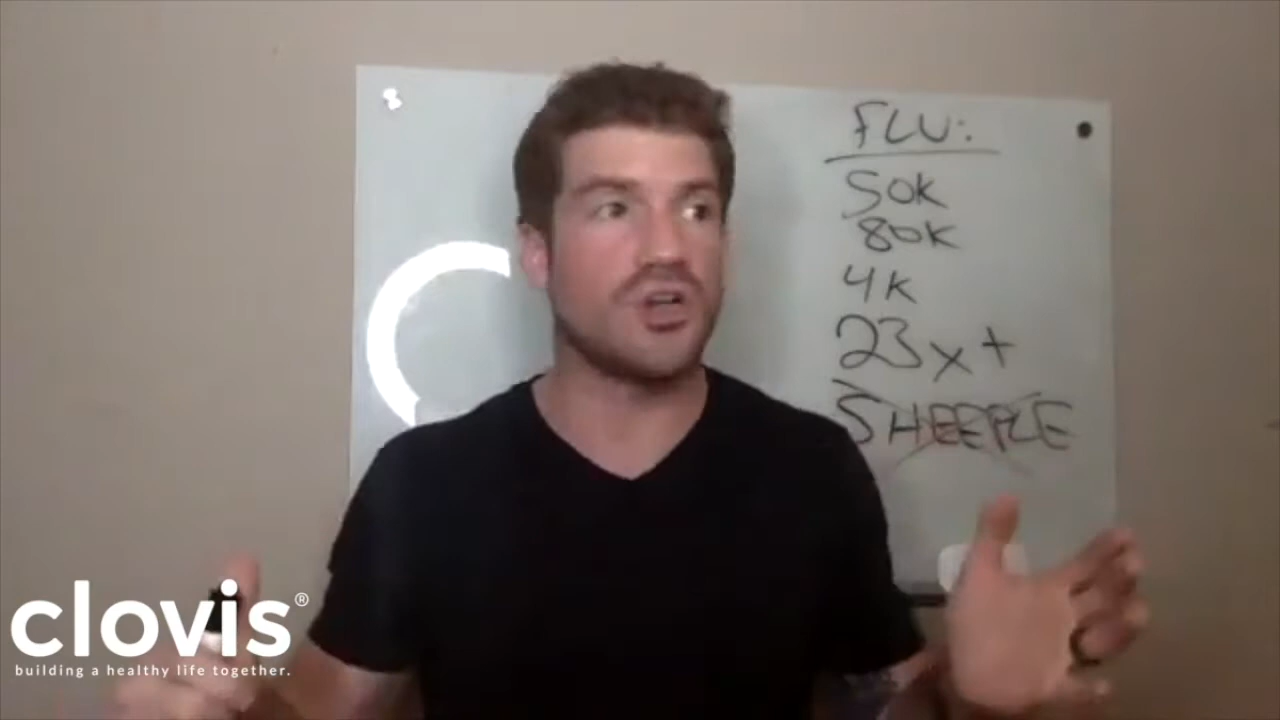 FLU:
50K
80K
4K
23x+
SHEEPLE
clovis®
building a healthy life together.